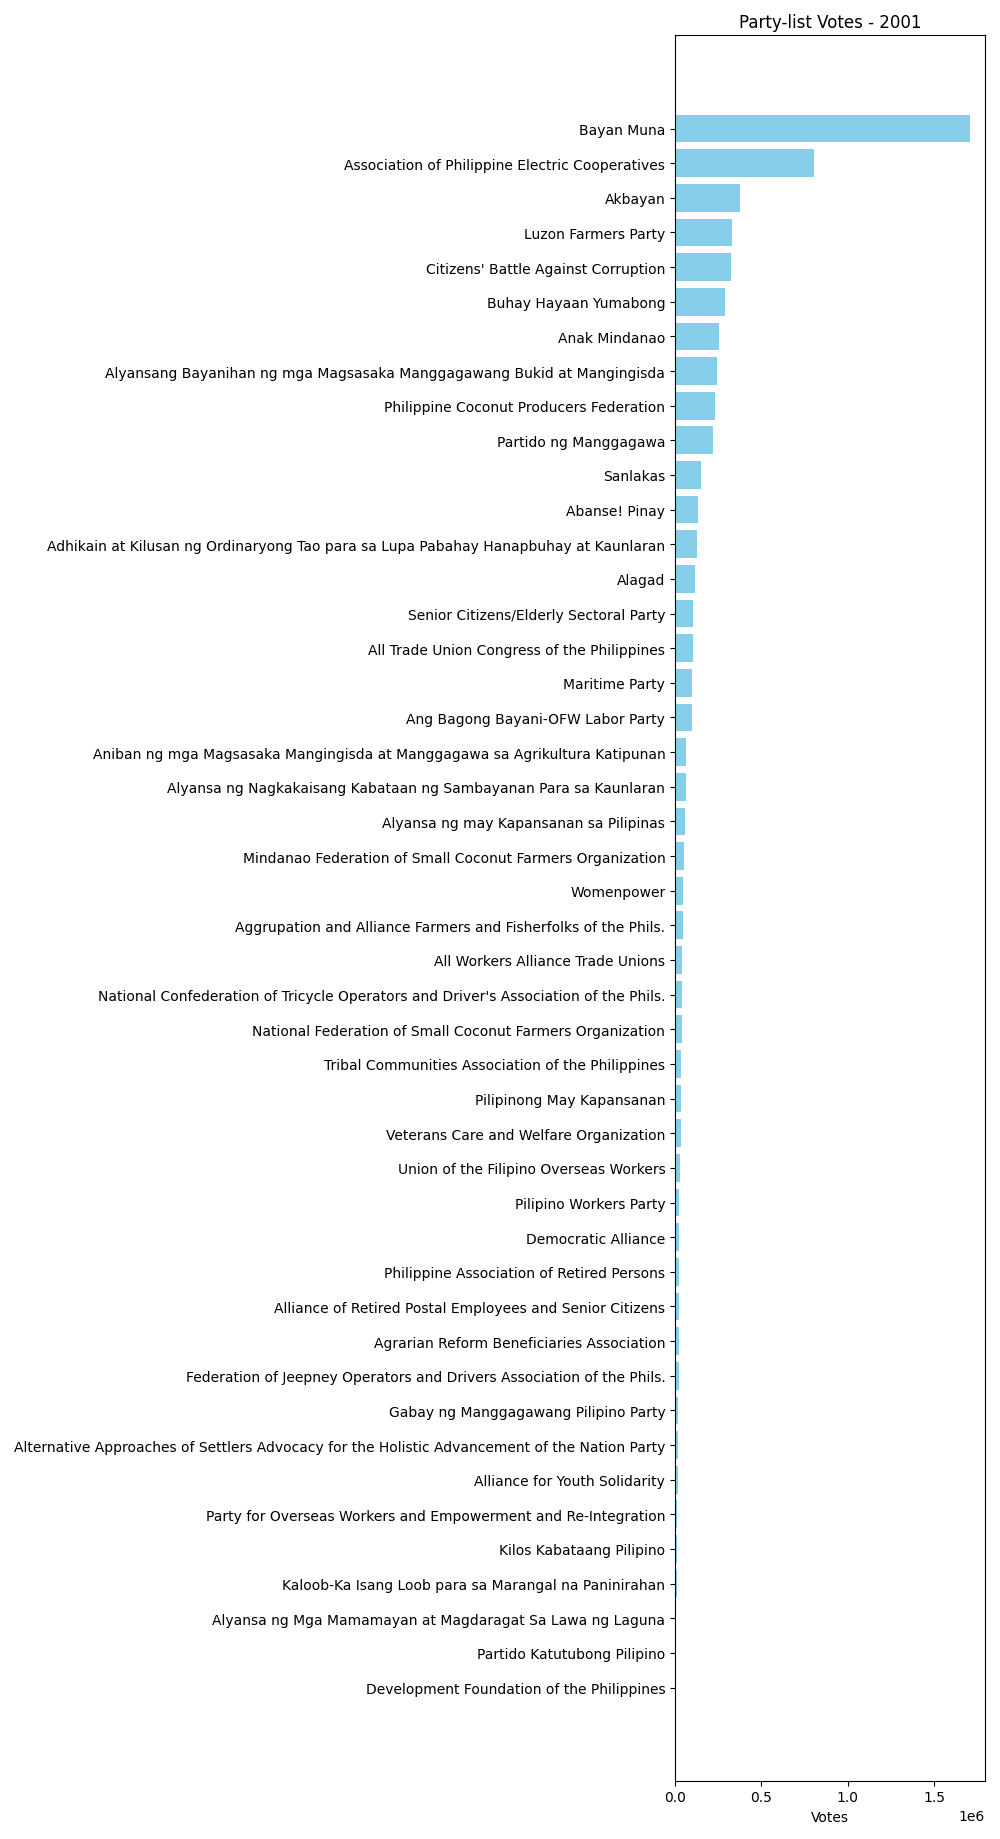 Party-list Votes - 2001
Bayan Muna
Association of Philippine Electric Cooperatives
Akbayan
Luzon Farmers Party
Citizens' Battle Against Corruption
Buhay Hayaan Yumabong
Anak Mindanao
Alyansang Bayanihan ng mga Magsasaka Manggagawang Bukid at Mangingisda
Philippine Coconut Producers Federation
Partido ng Manggagawa
Sanlakas
Abanse! Pinay
Adhikain at Kilusan ng Ordinaryong Tao para sa Lupa Pabahay Hanapbuhay at Kaunlaran
Alagad
Senior Citizens/Elderly Sectoral Party
All Trade Union Congress of the Philippines
Maritime Party
Ang Bagong Bayani-OFW Labor Party
Aniban ng mga Magsasaka Mangingisda at Manggagawa sa Agrikultura Katipunan
Alyansa ng Nagkakaisang Kabataan ng Sambayanan Para sa Kaunlaran
Alyansa ng may Kapansanan sa Pilipinas
Mindanao Federation of Small Coconut Farmers Organization
Womenpower
Aggrupation and Alliance Farmers and Fisherfolks of the Phils.
All Workers Alliance Trade Unions
National Confederation of Tricycle Operators and Driver's Association of the Phils.
National Federation of Small Coconut Farmers Organization
Tribal Communities Association of the Philippines
Pilipinong May Kapansanan
Veterans Care and Welfare Organization
Union of the Filipino Overseas Workers
Pilipino Workers Party
Democratic Alliance
Philippine Association of Retired Persons
Alliance of Retired Postal Employees and Senior Citizens
Agrarian Reform Beneficiaries Association
Federation of Jeepney Operators and Drivers Association of the Phils.
Gabay ng Manggagawang Pilipino Party
Alternative Approaches of Settlers Advocacy for the Holistic Advancement of the Nation Party
Alliance for Youth Solidarity
Party for Overseas Workers and Empowerment and Re-Integration
Kilos Kabataang Pilipino
Kaloob-Ka Isang Loob para sa Marangal na Paninirahan
Alyansa ng Mga Mamamayan at Magdaragat Sa Lawa ng Laguna
Partido Katutubong Pilipino
Development Foundation of the Philippines
0.0 0.5 1.0 1.5
1e6
Votes